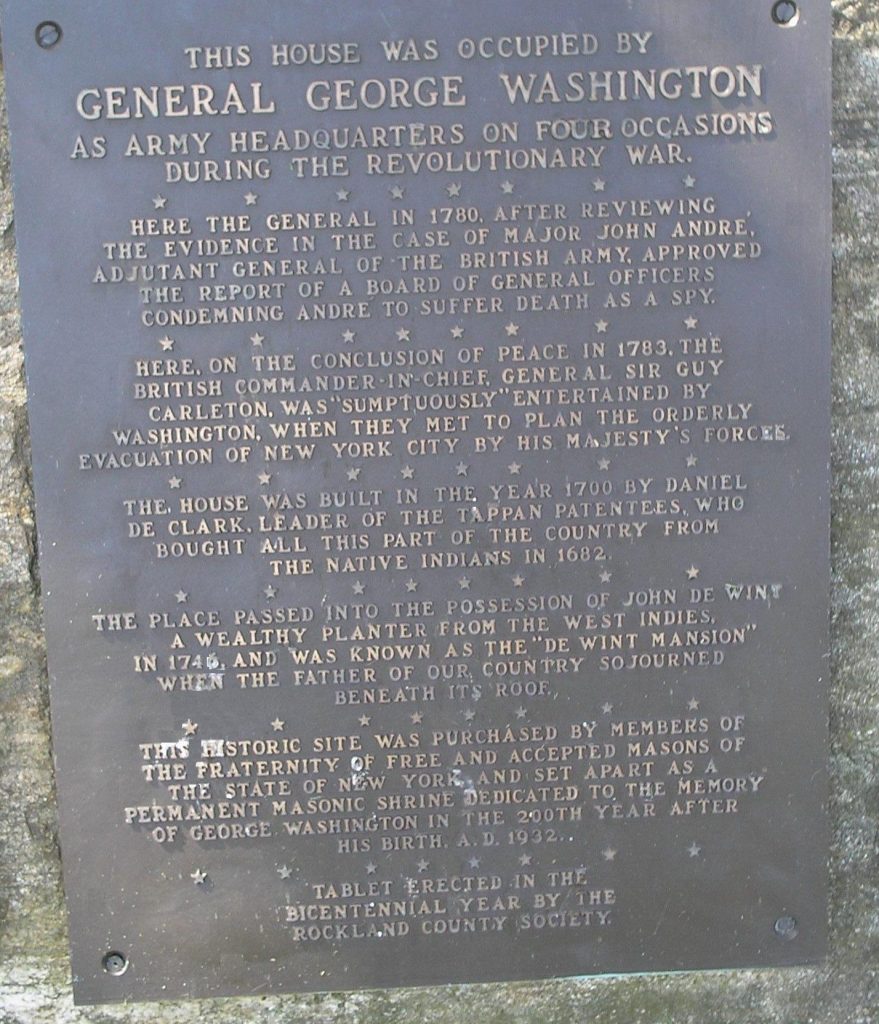 THIS HOUSE WAS OCCUPIED BY
GENERAL GEORGE WASHINGTON
AS ARMY HEADQUARTERS ON FOUR OCCASIONS
DURING THE REVOLUTIONARY WAR.
HERE THE GENERAL IN 1780, AFTER REVIEWING
THE EVIDENCE IN THE CASE OF MAJOR JOHN ANDRE,
ADJUTANT GENERAL OF THE BRITISH ARMY, APPROVED
THE REPORT OF A BOARD OF GENERAL OFFICERS
CONDEMNING ANDRE TO SUFFER DEATH AS A SPY.
HERE, ON THE CONCLUSION OF PEACE IN 1783, THE
BRITISH COMMANDER-IN-CHIEF, GENERAL SIR GUY
CARLETON, WAS "SUMPTUOUSLY" ENTERTAINED BY
WASHINGTON, WHEN THEY MET TO PLAN THE ORDERLY
EVACUATION OF NEW YORK CITY BY HIS MAJESTY'S FORCES.
THE HOUSE WAS BUILT IN THE YEAR 1700 BY DANIEL
DE CLARK, LEADER OF THE TAPPAN PATENTEES, WHO
BOUGHT ALL THIS PART OF THE COUNTRY FROM
THE NATIVE INDIANS IN 1682.
THE PLACE PASSED INTO THE POSSESSION OF JOHN DE WINT
A WEALTHY PLANTER FROM THE WEST INDIES,
IN AND WAS KNOWN AS THE "DE WINT MANSION"
WHEN THE FATHER OF OUR COUNTRY SOJOURNED
BENEATH ITS ROOF.
THIS HISTORIC SITE WAS PURCHASED BY MEMBERS OF
THE FRATERNITY OF FREE AND ACCEPTED MASONS OF
THE STATE OF NEW YORK AND SET APART AS A
PERMANENT MASONIC SHRINE DEDICATED TO THE MEMORY
OF GEORGE WASHINGTON IN THE 200TH YEAR AFTER
HIS BIRTH, A.D. 1932.
TABLET ERECTED IN THE
BICENTENNIAL YEAR BY THE
ROCKLAND COUNTY SOCIETY.